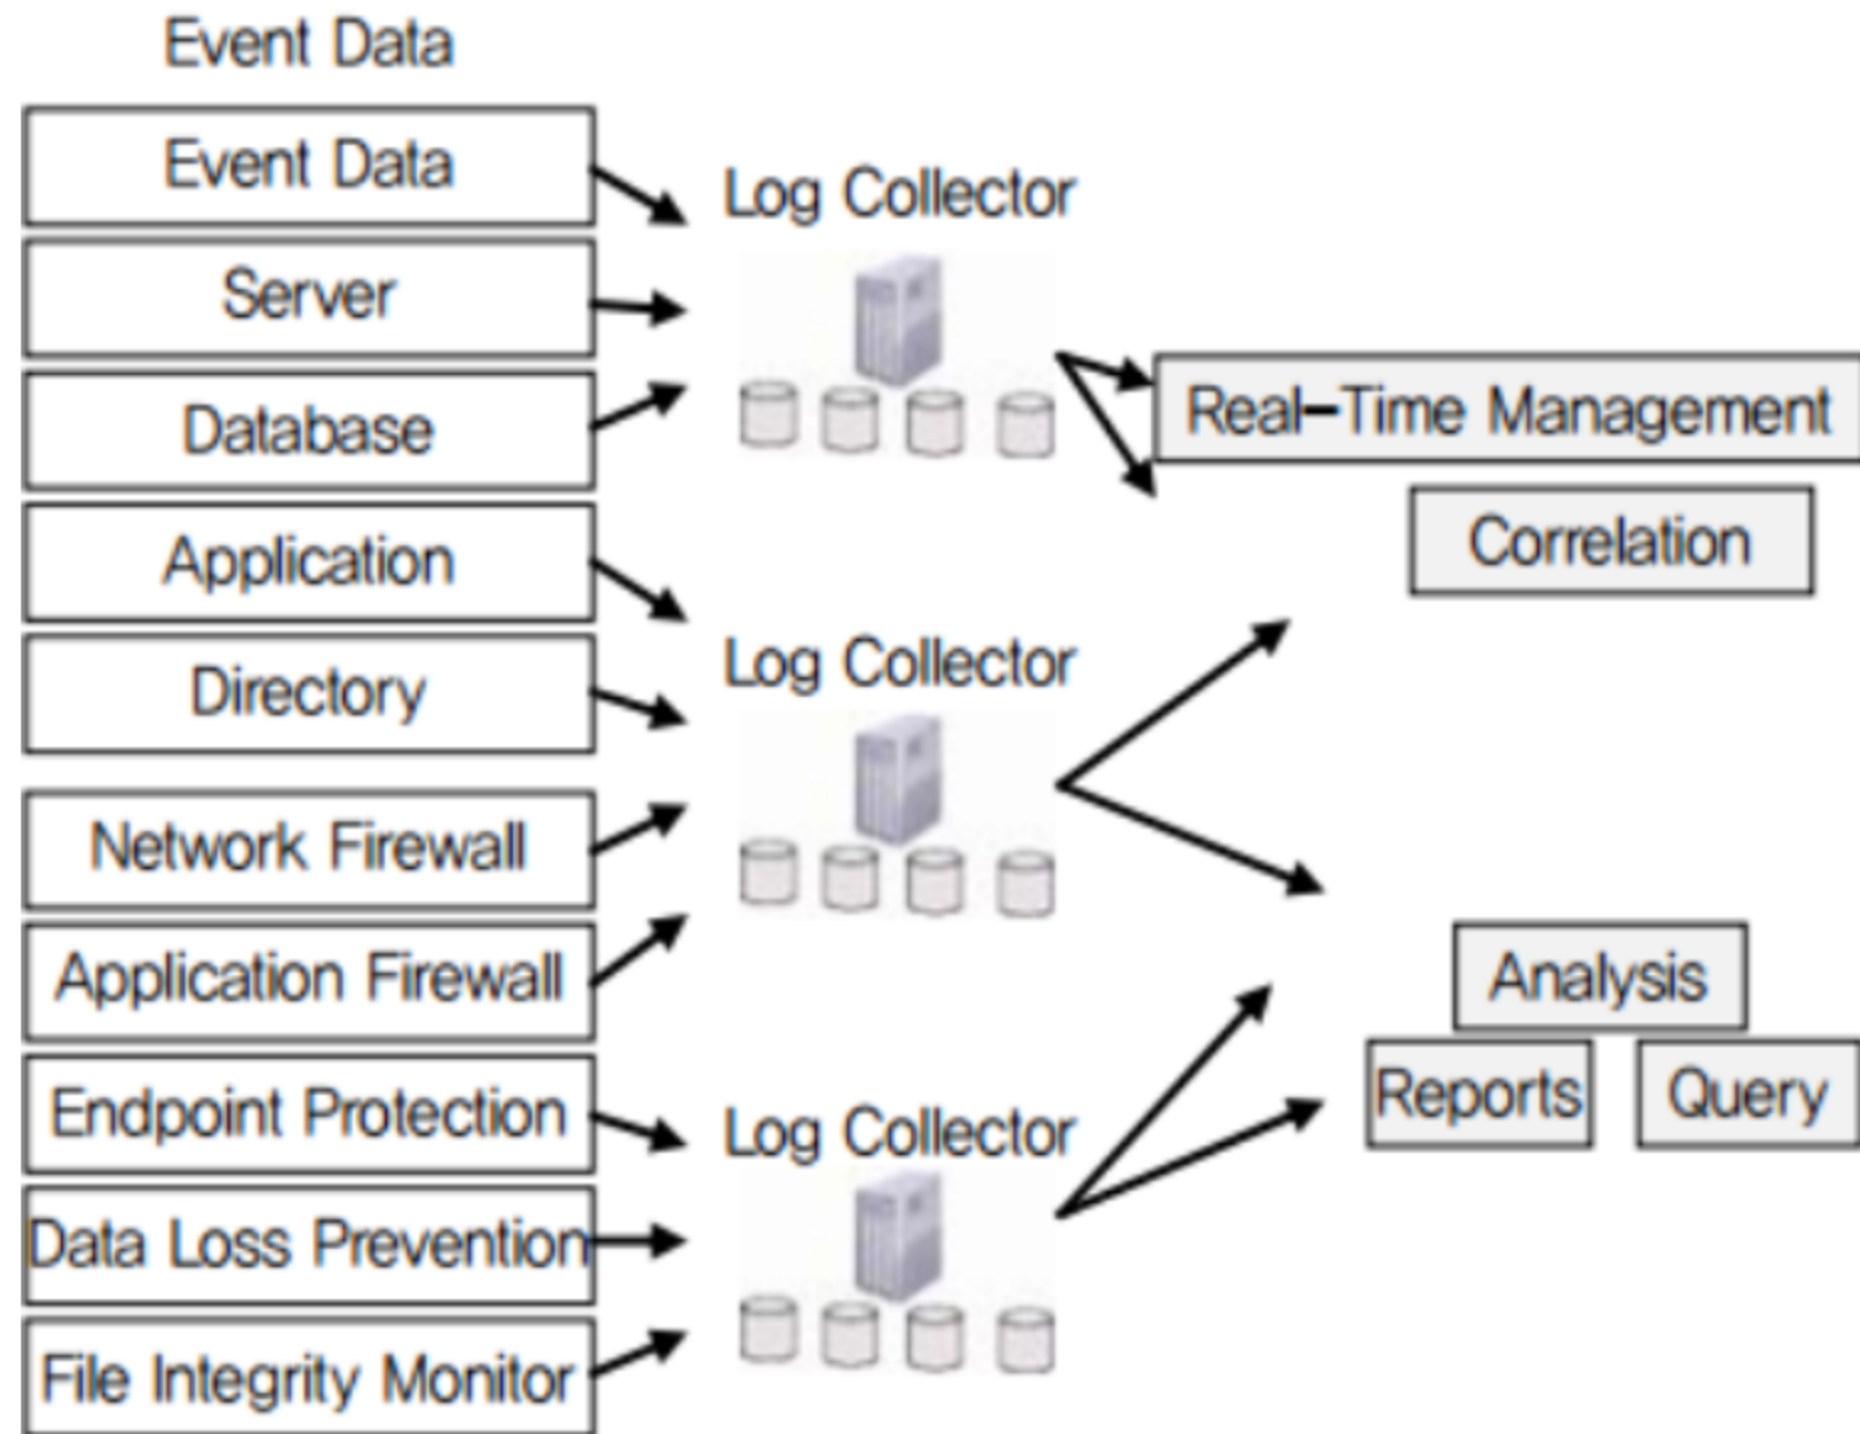 Event Data
Event Data
Server
Database
Application
Directory
Network Firewall
Application Firewall
Endpoint Protection
Data Loss Prevention
File Integrity Monitor
Log Collector
Log Collector
Log Collector
Real-Time Management
Correlation
Analysis
Reports
Query